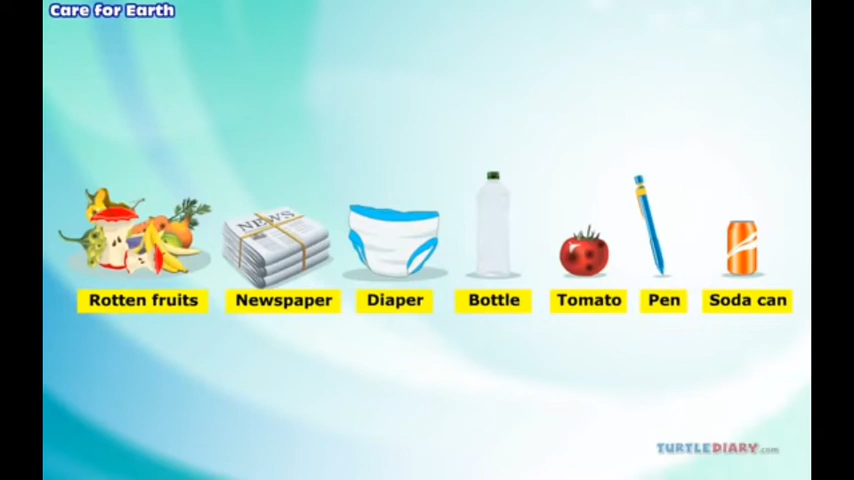 Care for Earth
NEWS
Rotten fruits
Newspaper
Diaper
Bottle
Tomato
Pen
Soda can
TURTLEDIARY.com